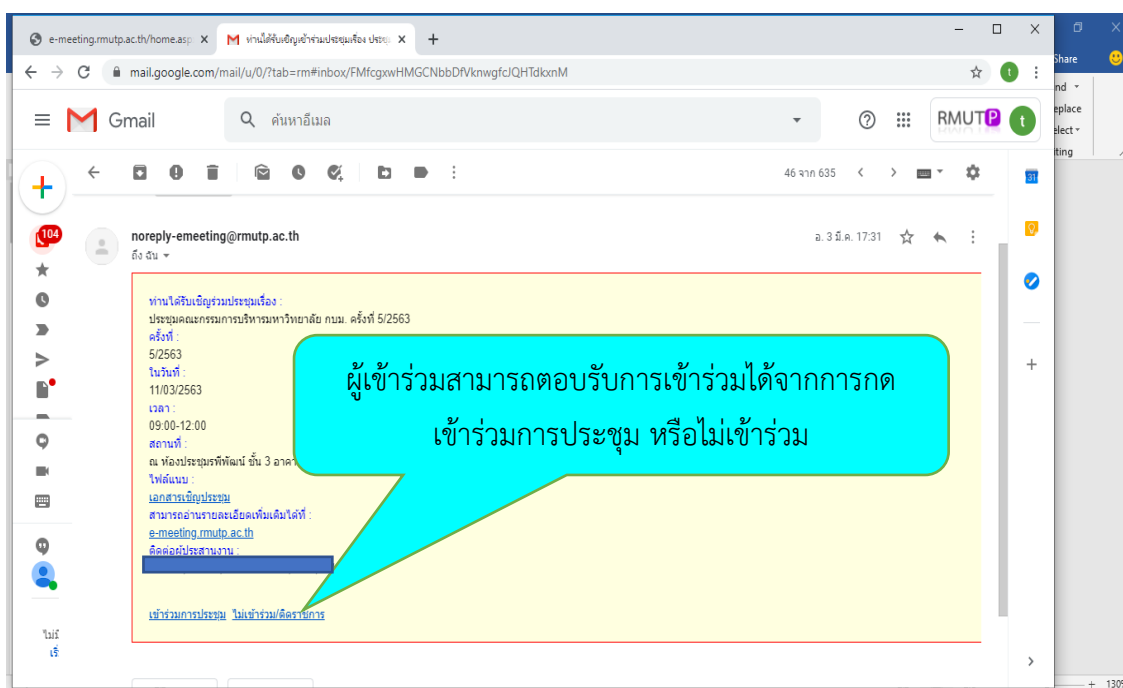 e-meeting.rmutp.ac.th/home.asp
ท่านได้รับเชิญเข้าร่วมประชุมเรื่อง ประชุ
Share
mail.google.com/mail/u/0/?tab=rm#inbox/FMfcgxwHMGCNbbDfVknwgfcJQHTdkxnM
t
nd
Gmail
ค้นหาอีเมล
RMUTP
t
eplace
elect
iting
46 จาก 635
31
104
noreply-emeeting@rmutp.ac.th
อ. 3 มี.ค. 17:31
ถึง ฉัน
ท่านได้รับเชิญร่วมประชุมเรื่อง :
ประชุมคณะกรรมการบริหารมหาวิทยาลัย กบม. ครั้งที่ 5/2563
ครั้งที่ :
5/2563
ในวันที่ :
11/03/2563
เวลา :
09:00-12:00
สถานที่ :
ณ ห้องประชุมรพีพัฒน์ ชั้น 3 อาคา
ไฟล์แนบ :
เอกสารเชิญประชุม
สามารถอ่านรายละเอียดเพิ่มเติมได้ที่ :
e-meeting.rmutp.ac.th
ติดต่อผู้ประสานงาน :
เข้าร่วมการประชุม ไม่เข้าร่วม/ติดราชการ
ผู้เข้าร่วมสามารถตอบรับการเข้าร่วมได้จากการกด
เข้าร่วมการประชุม หรือไม่เข้าร่วม
ไม่มี
เริ่
130%